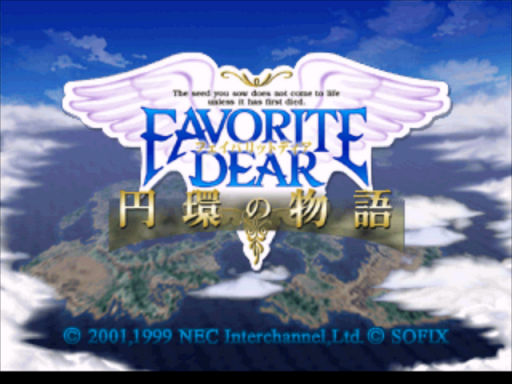 The seed you sow does not come to life
unless it has first died.
FAVORITE
フェイバリットディア
DEAR
円環の物語
© 2001,1999 NEC Interchannel,Ltd. © SOFIX